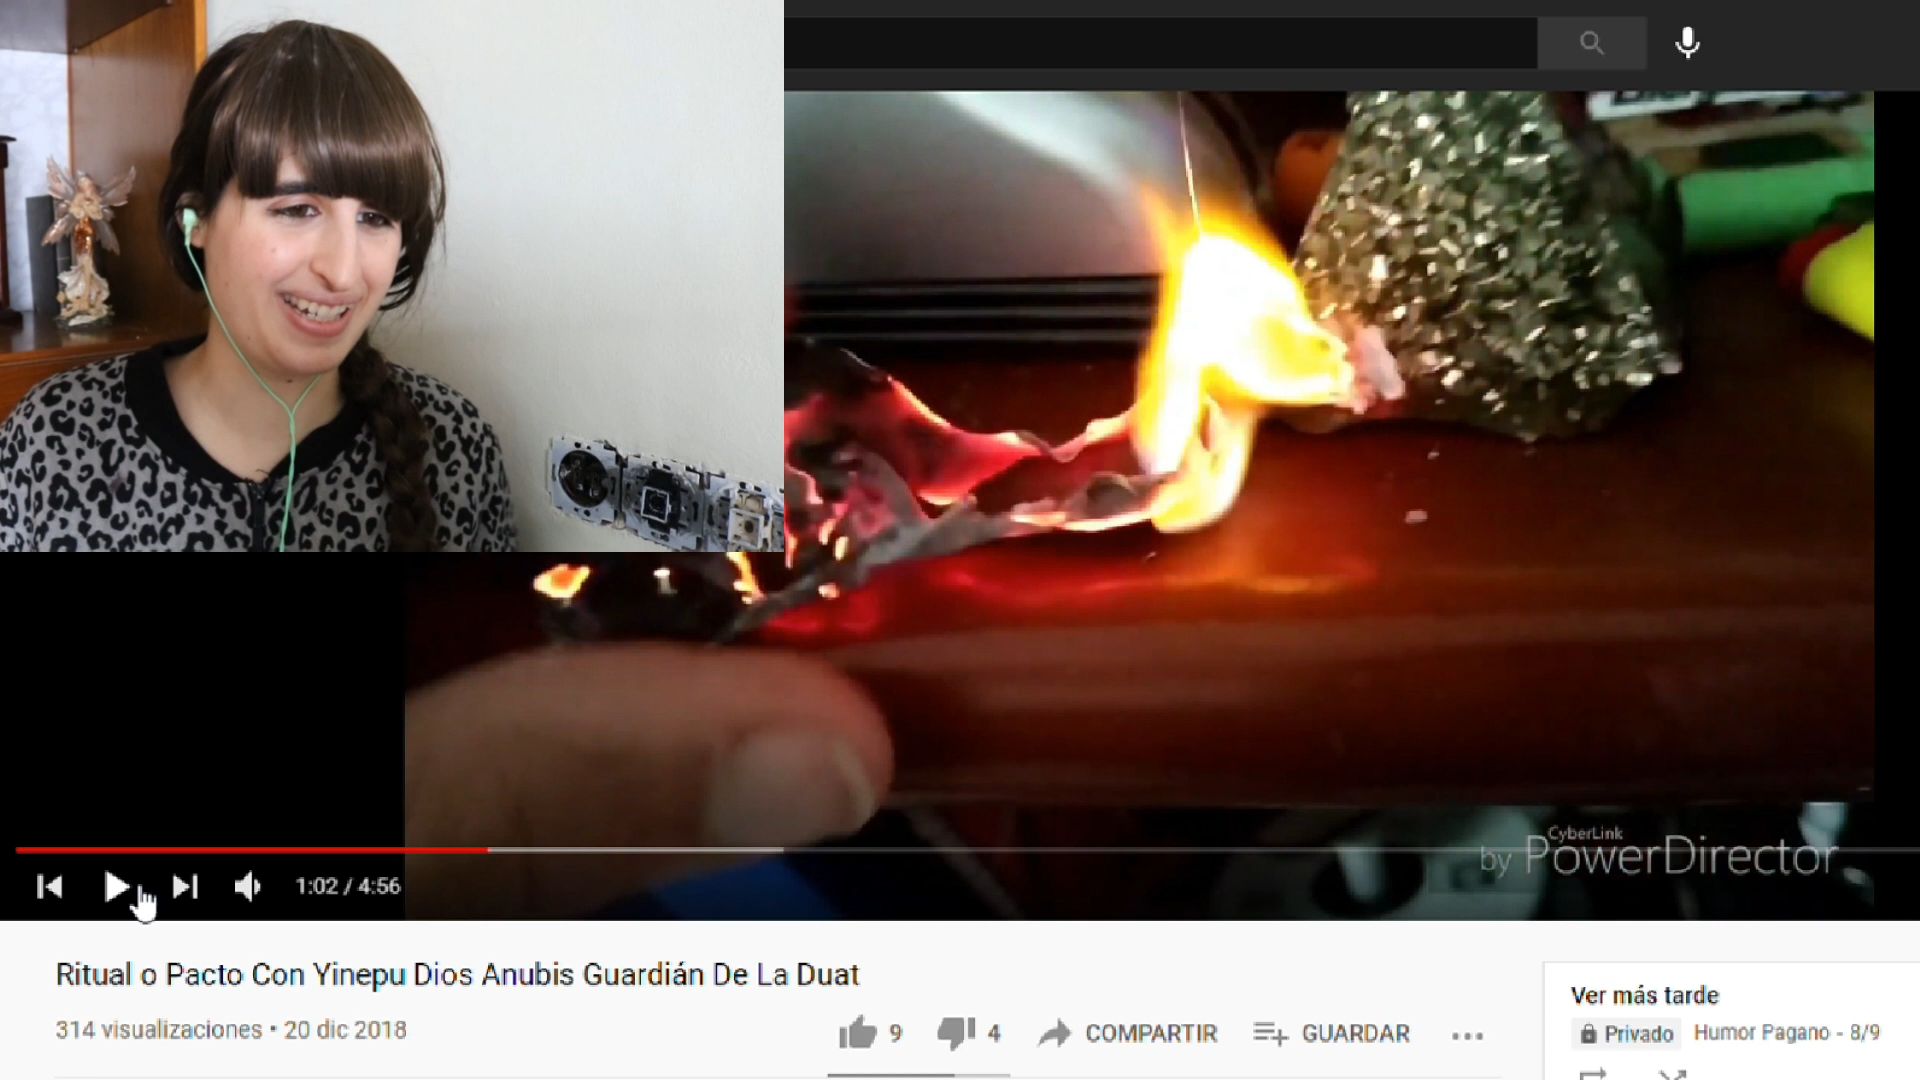 CyberLink
by PowerDirector
1:02 / 4:56
Ritual o Pacto Con Yinepu Dios Anubis Guardián De La Duat
314 visualizaciones • 20 dic 2018
9
4
COMPARTIR
GUARDAR
Ver más tarde
Privado
Humor Pagano - 8/9